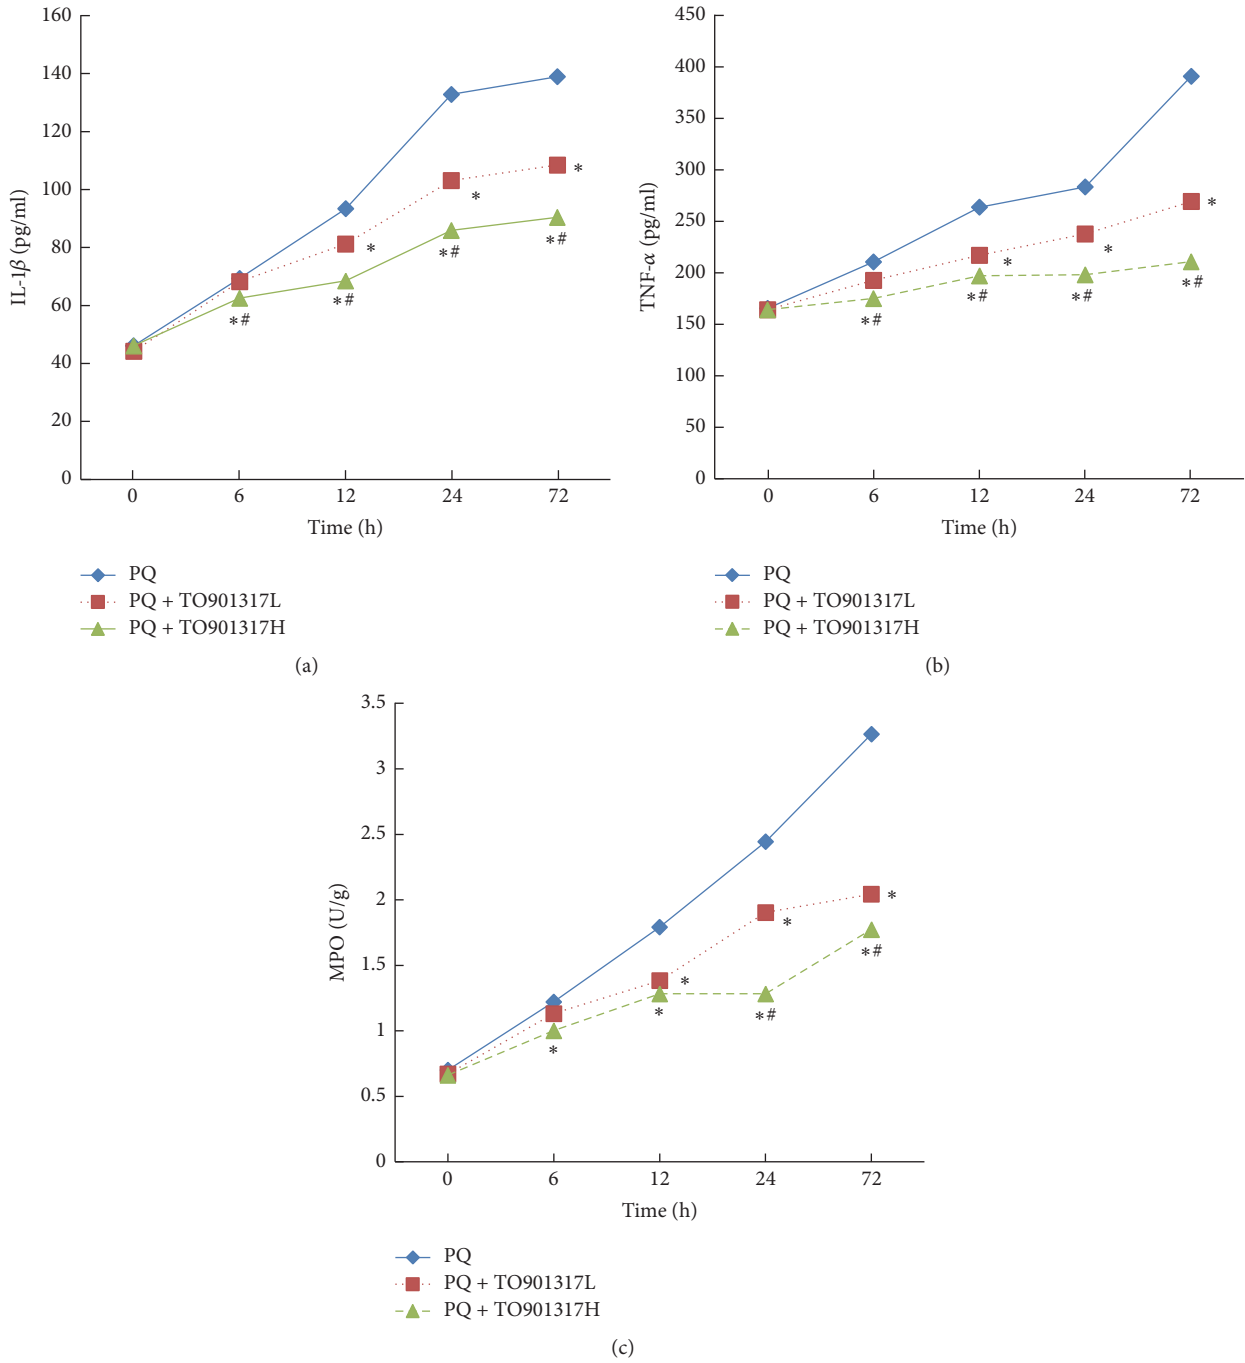 160
140
120
100
80
60
40
20
0
IL-1β (pg/ml)
*
*
*
*#
*#
*#
*#
0 6 12 24 72
Time (h)
PQ
PQ + TO901317L
PQ + TO901317H
(a)
450
400
350
300
250
200
150
100
50
0
TNF-α (pg/ml)
*
*
*
*#
*#
*#
*#
0 6 12 24 72
Time (h)
PQ
PQ + TO901317L
PQ + TO901317H
(b)
3.5
3
2.5
2
1.5
1
0.5
0
MPO (U/g)
*
*
*
*#
*
*#
*
0 6 12 24 72
Time (h)
PQ
PQ + TO901317L
PQ + TO901317H
(c)